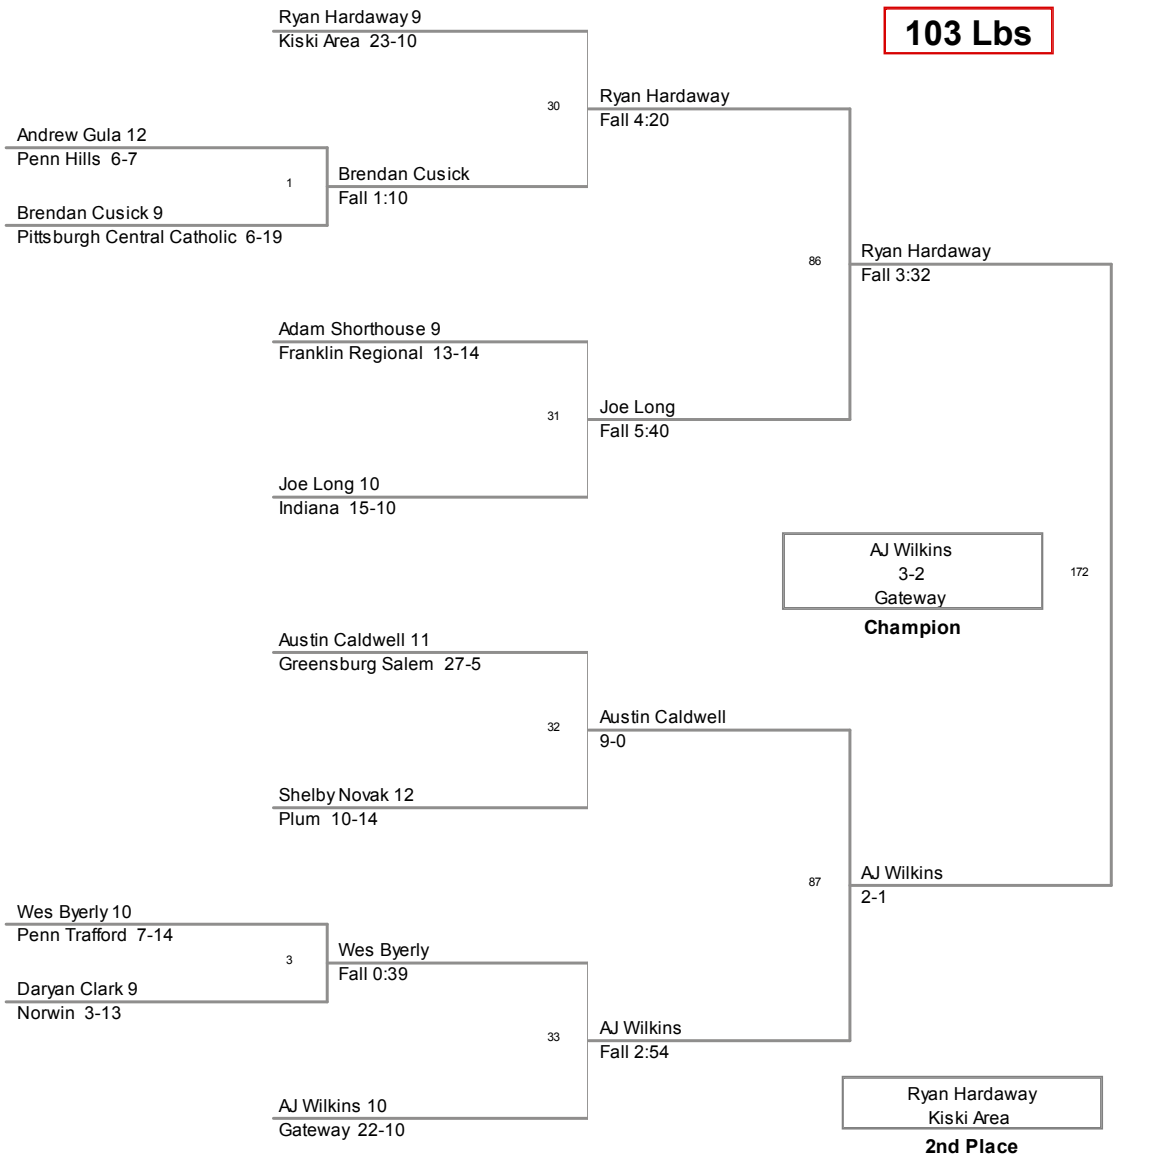 Ryan Hardaway 9
103 Lbs
Kiski Area 23-10
Ryan Hardaway
30
Fall 4:20
Andrew Gula 12
Penn Hills 6-7
Brendan Cusick
1
Fall 1:10
Brendan Cusick 9
Pittsburgh Central Catholic 6-19
Ryan Hardaway
86
Fall 3:32
Adam Shorthouse 9
Franklin Regional 13-14
Joe Long
31
Fall 5:40
Joe Long 10
Indiana 15-10
AJ Wilkins
3-2
172
Gateway
Champion
Austin Caldwell 11
Greensburg Salem 27-5
Austin Caldwell
32
9-0
Shelby Novak 12
Plum 10-14
AJ Wilkins
87
2-1
Wes Byerly 10
Penn Trafford 7-14
Wes Byerly
3
Fall 0:39
Daryan Clark 9
Norwin 3-13
AJ Wilkins
33
Fall 2:54
AJ Wilkins 10
Gateway 22-10
Ryan Hardaway
Kiski Area
2nd Place